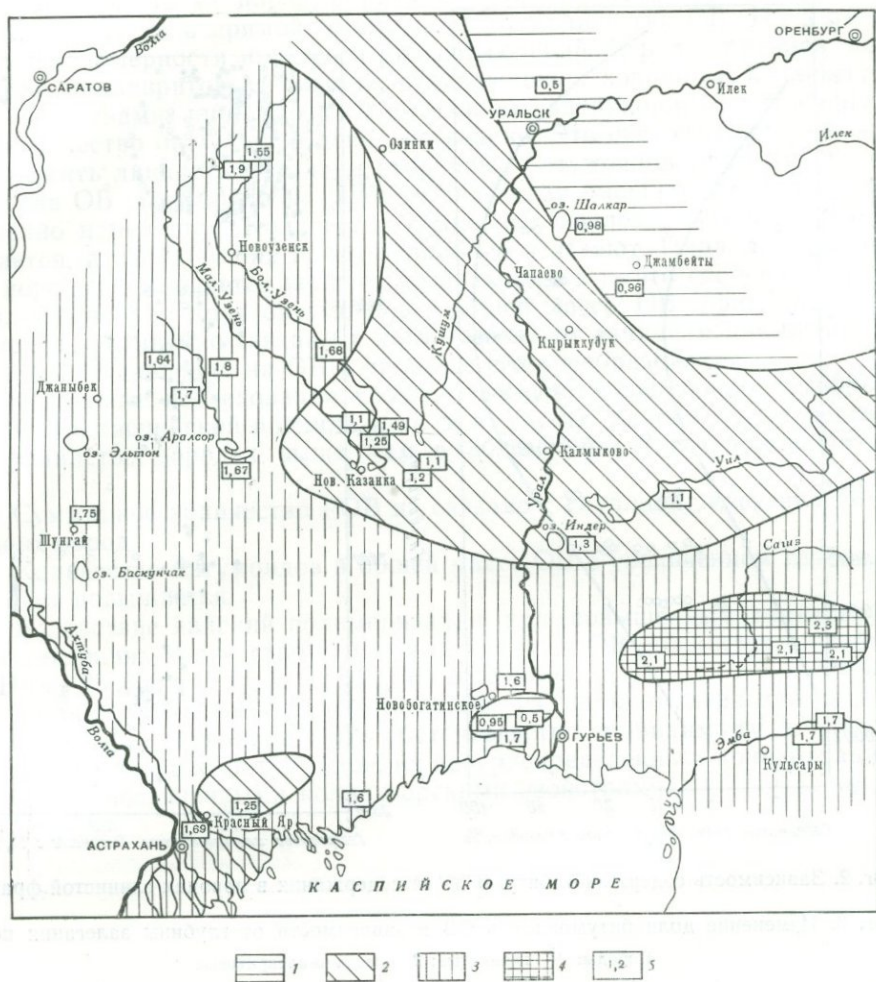 ОРЕНБУРГ
Волга
САРАТОВ
0,5
Илек
УРАЛЬСК
Илек
Озинки
1,55
1,9
оз. Шалкар
0,98
Новоузенск
Джамбейты
Чапаево
0,96
Мал. Узень
Бол. Узень
Кушум
Кырыккудук
1,64
1,8
1,68
1,7
Джаныбек
1,1
1,49
оз. Аралсор
1,25
оз. Эльтон
1,67
Нов. Казанка
1,1
1,2
Калмыково
Уил
Урал
1,1
1,75
Шунгай
оз. Индер
1,3
оз. Баскунчак
Сагиз
Ахтуба
2,3
2,1
2,1
2,1
1,6
Новобогатинское
0,95
0,5
1,7
ГУРЬЕВ
Волга
Эмба
1,7
1,7
Кульсары
1,25
1,6
Красный Яр
1,69
АСТРАХАНЬ
КАСПИЙСКОЕ МОРЕ
1
2
3
4
1,2
5